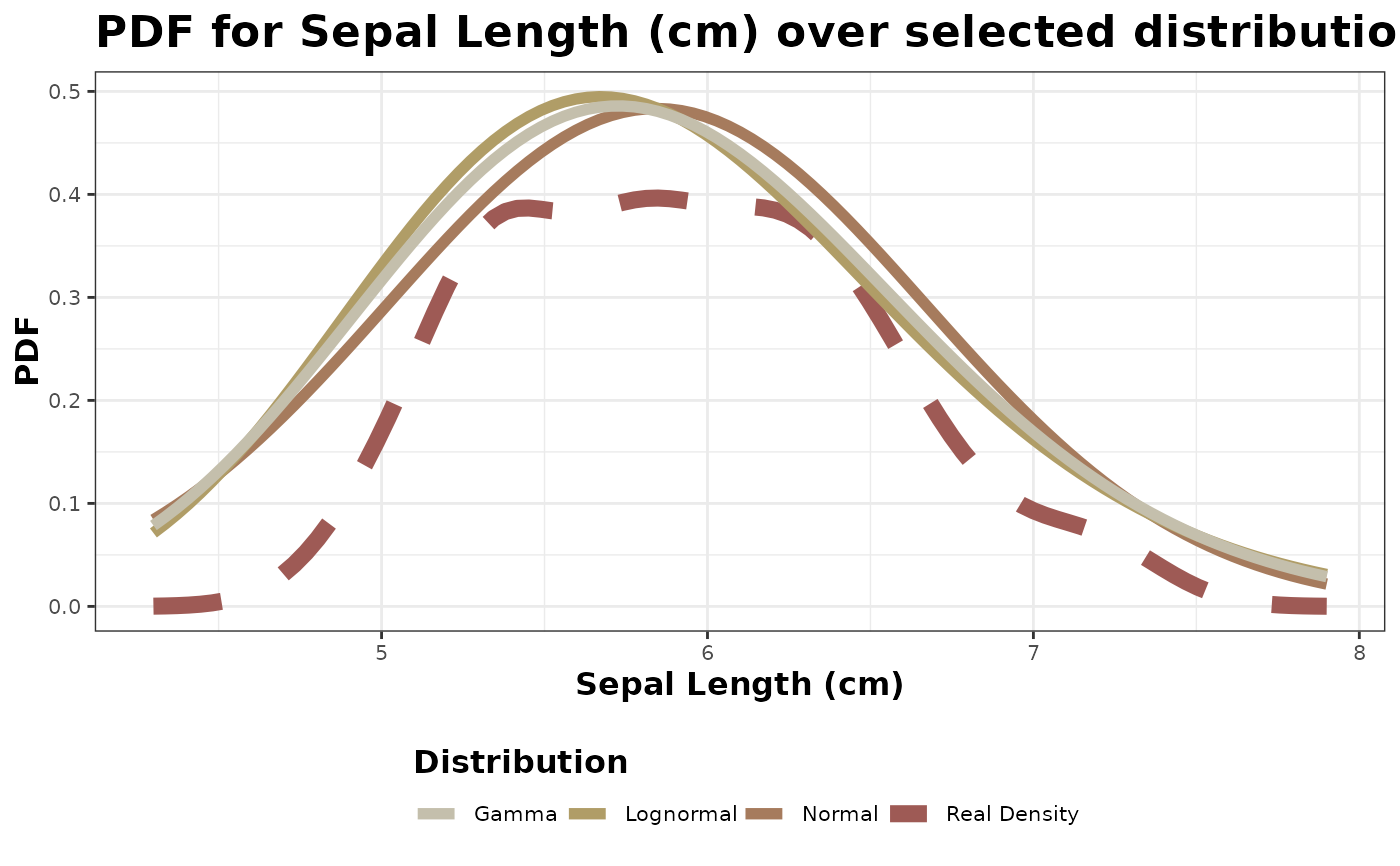 PDF for Sepal Length (cm) over selected distributio
0.5
0.4
0.3
0.2
0.1
0.0
PDF
5 6 7 8
Sepal Length (cm)
Distribution
Gamma Lognormal Normal Real Density